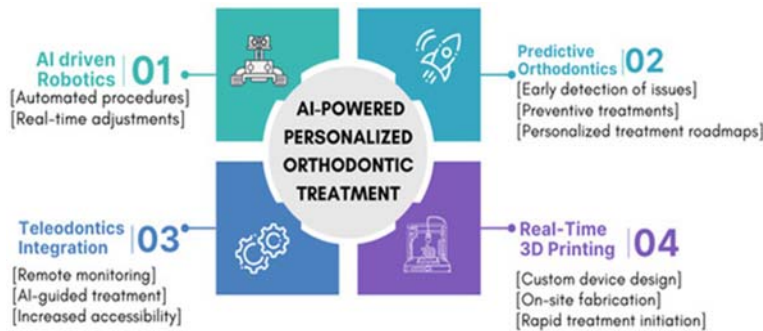 AI driven
Robotics
01
[Automated procedures]
[Real-time adjustments]
Predictive
Orthodontics
02
[Early detection of issues]
[Preventive treatments]
[Personalized treatment roadmaps]
AI-POWERED
PERSONALIZED
ORTHODONTIC
TREATMENT
Teleodontics
Integration
03
[Remote monitoring]
[AI-guided treatment]
[Increased accessibility]
Real-Time
3D Printing
04
[Custom device design]
[On-site fabrication]
[Rapid treatment initiation]